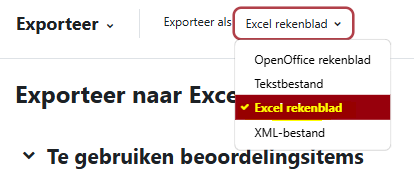 Exporteer Exporteer als Excel rekenblad
OpenOffice rekenblad
Tekstbestand
Excel rekenblad
XML-bestand
Exporteer naar Exce
Te gebruiken beoordelingsitems